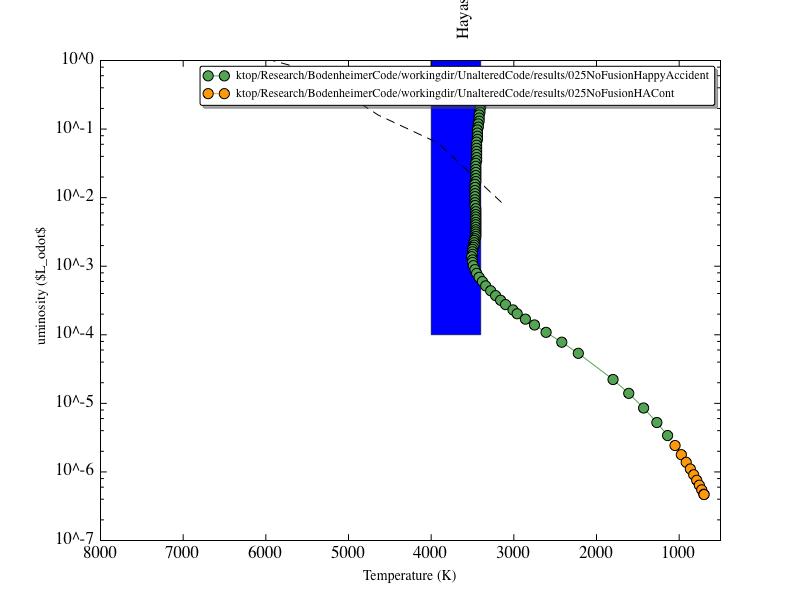 Hayas
10^0
ktop/Research/BodenheimerCode/workingdir/UnalteredCode/results/025NoFusionHappyAccident
ktop/Research/BodenheimerCode/workingdir/UnalteredCode/results/025NoFusionHACont
10^-1
10^-2
10^-3
10^-4
10^-5
10^-6
10^-7
uminosity ($L_odot$
8000 7000 6000 5000 4000 3000 2000 1000
Temperature (K)